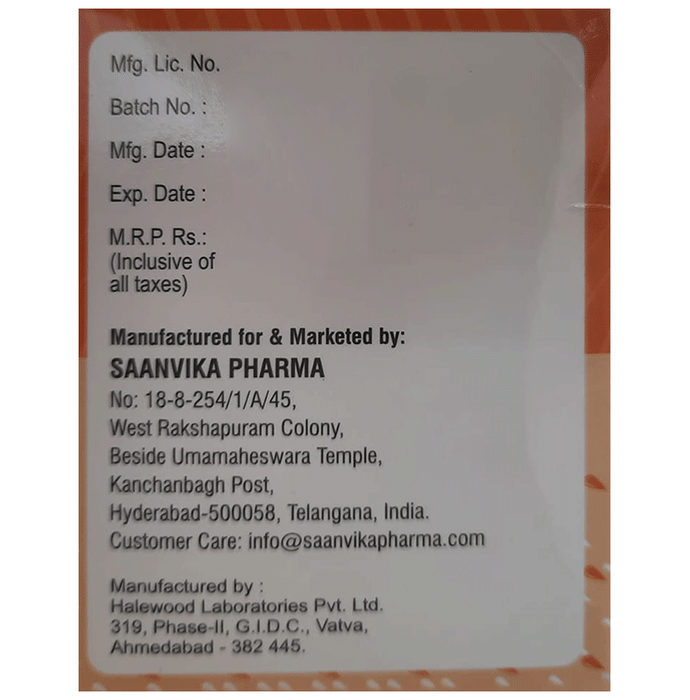 Mfg. Lic. No.
Batch No. :
Mfg. Date :
Exp. Date :
M.R.P. Rs.:
(Inclusive of
all taxes)
Manufactured for & Marketed by:
SAANVIKA PHARMA
No: 18-8-254/1/A/45,
West Rakshapuram Colony,
Beside Umamaheswara Temple,
Kanchanbagh Post,
Hyderabad-500058, Telangana, India.
Customer Care: info@saanvikapharma.com
Manufactured by :
Halewood Laboratories Pvt. Ltd.
319, Phase-II, G.I.D.C., Vatva,
Ahmedabad - 382 445.